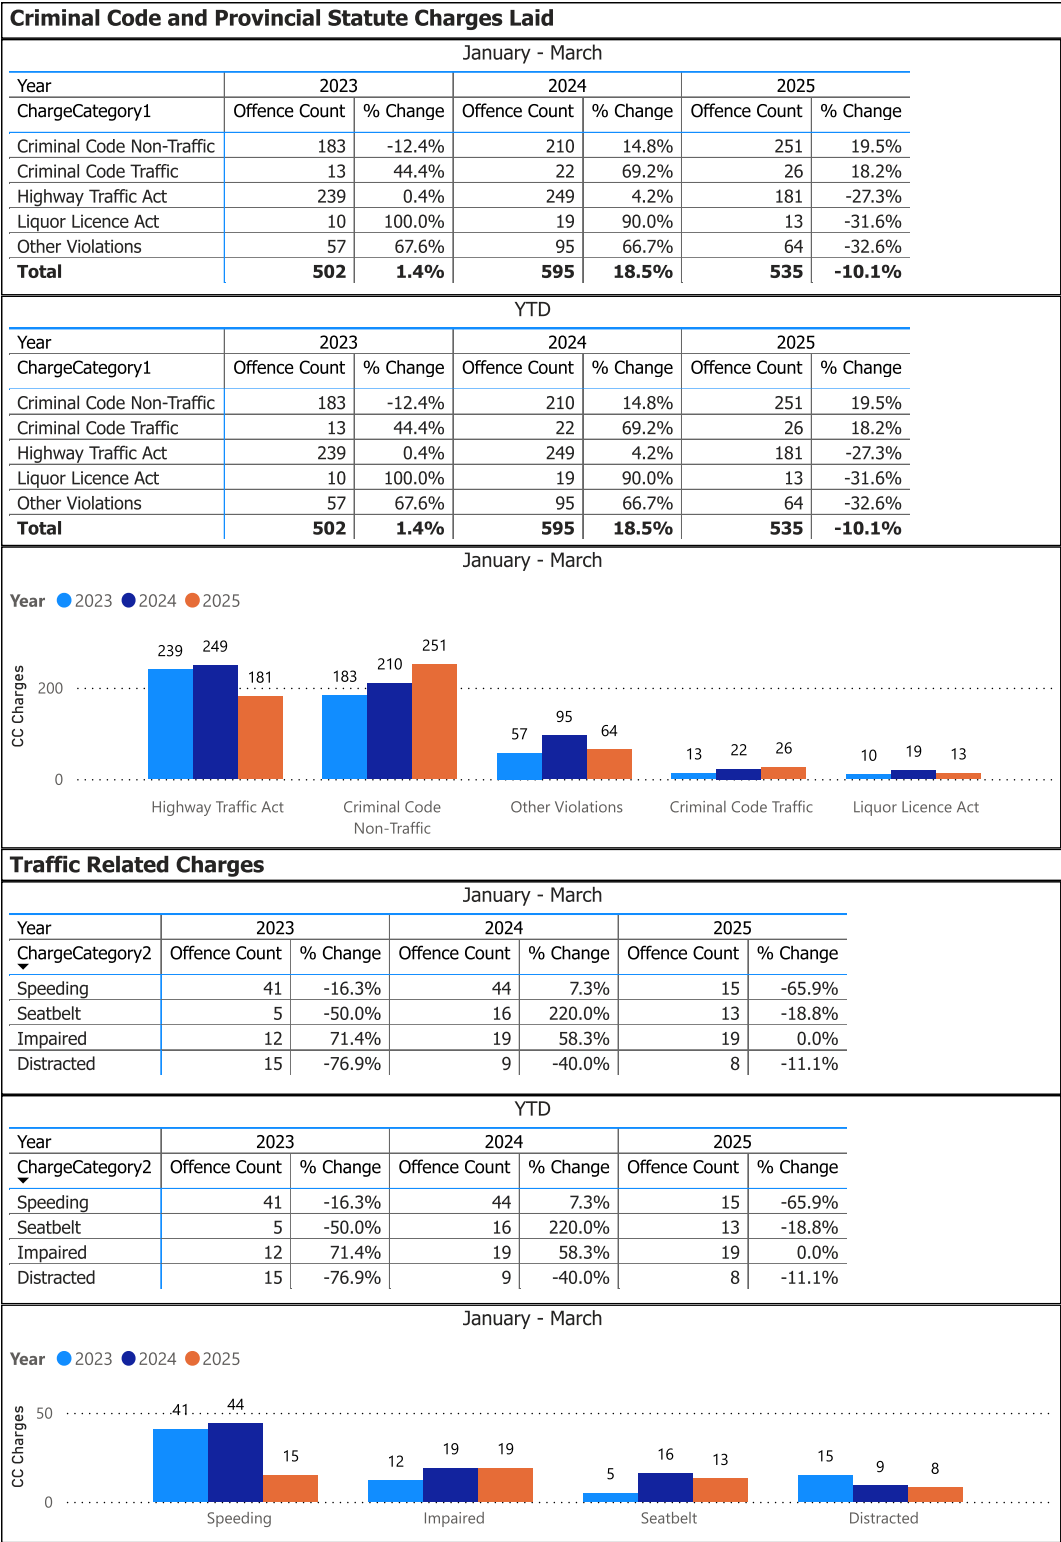 Criminal Code and Provincial Statute Charges Laid
January - March
Year 2023 2024 2025
ChargeCategory1 Offence Count % Change Offence Count % Change Offence Count % Change
Criminal Code Non-Traffic 183 -12.4% 210 14.8% 251 19.5%
Criminal Code Traffic 13 44.4% 22 69.2% 26 18.2%
Highway Traffic Act 239 0.4% 249 4.2% 181 -27.3%
Liquor Licence Act 10 100.0% 19 90.0% 13 -31.6%
Other Violations 57 67.6% 95 66.7% 64 -32.6%
Total 502 1.4% 595 18.5% 535 -10.1%
YTD
Year 2023 2024 2025
ChargeCategory1 Offence Count % Change Offence Count % Change Offence Count % Change
Criminal Code Non-Traffic 183 -12.4% 210 14.8% 251 19.5%
Criminal Code Traffic 13 44.4% 22 69.2% 26 18.2%
Highway Traffic Act 239 0.4% 249 4.2% 181 -27.3%
Liquor Licence Act 10 100.0% 19 90.0% 13 -31.6%
Other Violations 57 67.6% 95 66.7% 64 -32.6%
Total 502 1.4% 595 18.5% 535 -10.1%
January - March
Year 2023 2024 2025
CC Charges
200
0
239 249 181
183 210 251
57 95 64
13 22 26
10 19 13
Highway Traffic Act
Criminal Code
Non-Traffic
Other Violations
Criminal Code Traffic
Liquor Licence Act
Traffic Related Charges
January - March
Year 2023 2024 2025
ChargeCategory2 Offence Count % Change Offence Count % Change Offence Count % Change
Speeding 41 -16.3% 44 7.3% 15 -65.9%
Seatbelt 5 -50.0% 16 220.0% 13 -18.8%
Impaired 12 71.4% 19 58.3% 19 0.0%
Distracted 15 -76.9% 9 -40.0% 8 -11.1%
YTD
Year 2023 2024 2025
ChargeCategory2 Offence Count % Change Offence Count % Change Offence Count % Change
Speeding 41 -16.3% 44 7.3% 15 -65.9%
Seatbelt 5 -50.0% 16 220.0% 13 -18.8%
Impaired 12 71.4% 19 58.3% 19 0.0%
Distracted 15 -76.9% 9 -40.0% 8 -11.1%
January - March
Year 2023 2024 2025
CC Charges
50
0
41 44 15
12 19 19
5 16 13
15 9 8
Speeding
Impaired
Seatbelt
Distracted